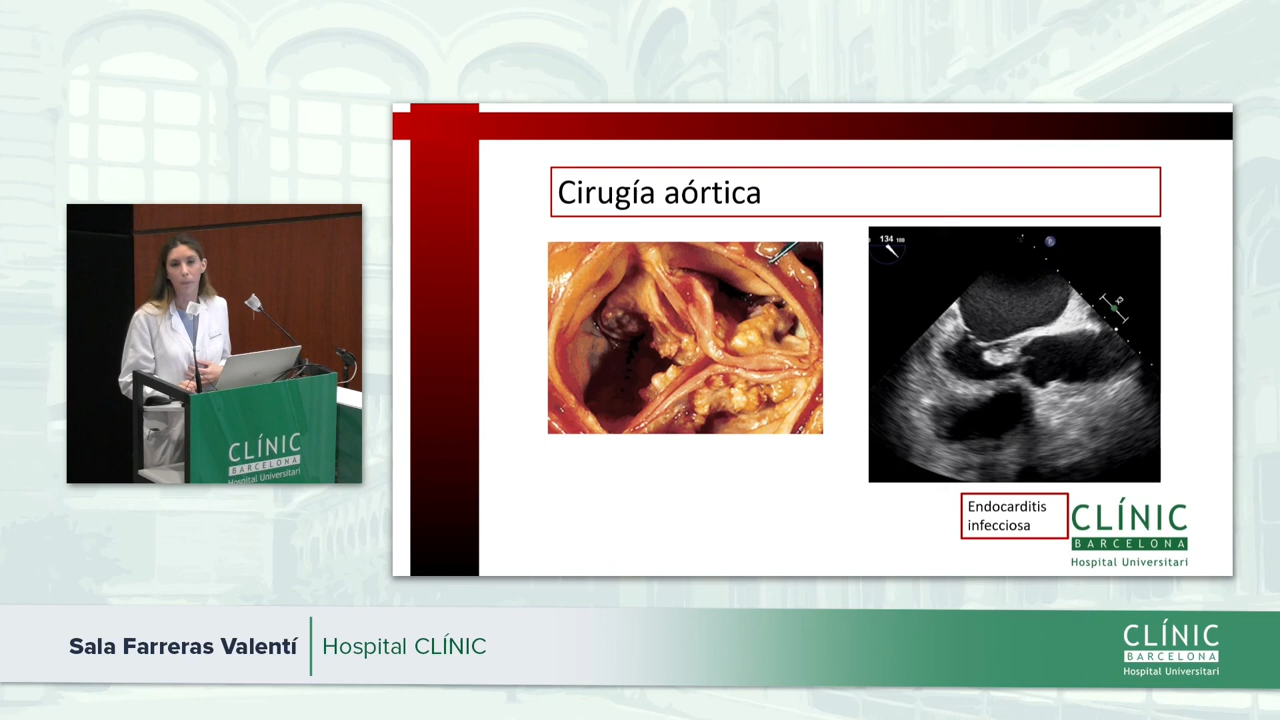 Cirugía aórtica
134
Endocarditis
infecciosa
CLÍNIC
BARCELONA
Hospital Universitari
CLÍNIC
BARCELONA
Hospital Universitari
Sala Farreras Valentí
Hospital CLÍNIC
CLÍNIC
BARCELONA
Hospital Universitari